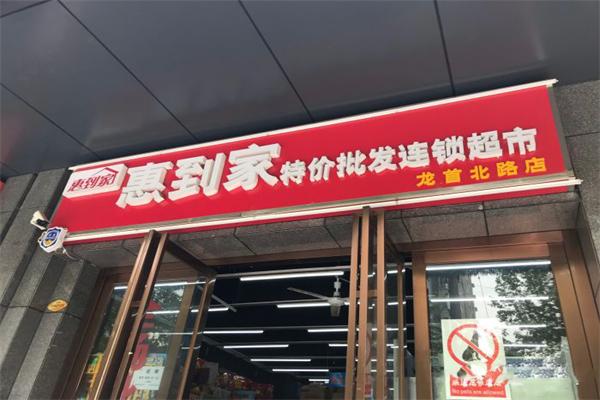 惠到家
惠到家特价批发连锁超市
龙首北路店
No pets are allowed